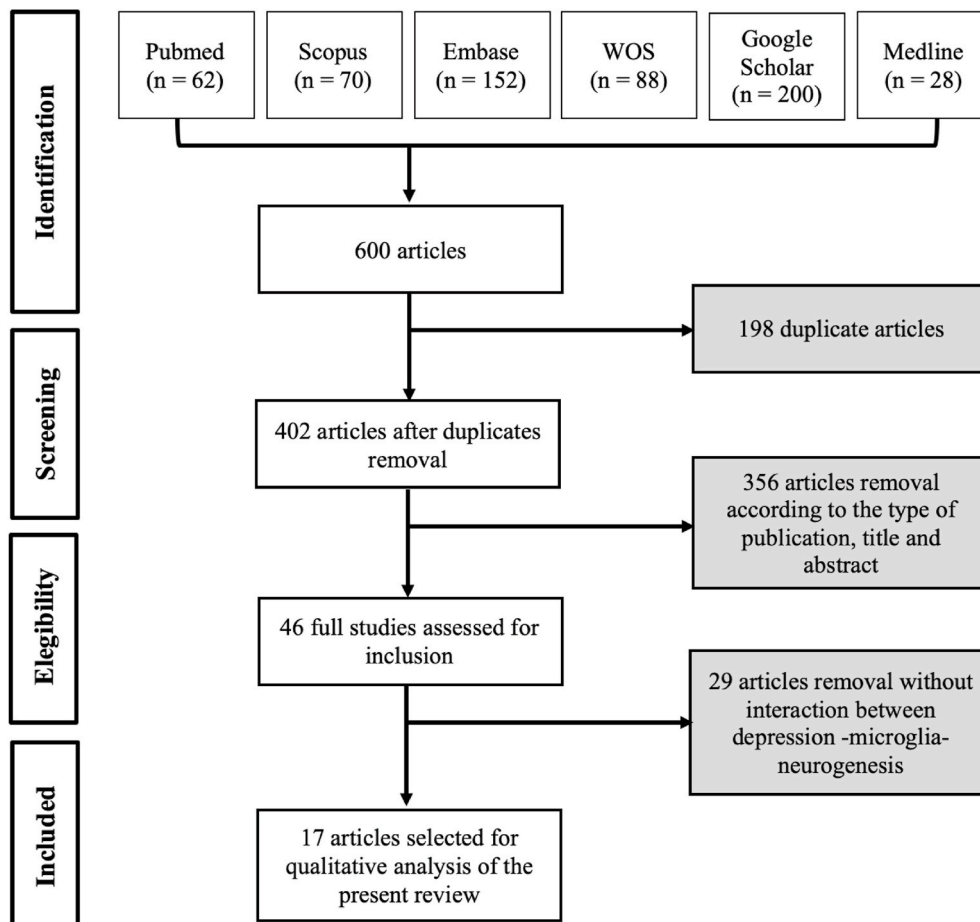 Identification
Pubmed
(n = 62)
Scopus
(n = 70)
Embase
(n = 152)
WOS
(n = 88)
Google
Scholar
(n = 200)
Medline
(n = 28)
600 articles
198 duplicate articles
Screening
402 articles after duplicates
removal
356 articles removal
according to the type of
publication, title and
abstract
Elegibility
46 full studies assessed for
inclusion
29 articles removal without
interaction between
depression -microglia-
neurogenesis
Included
17 articles selected for
qualitative analysis of the
present review